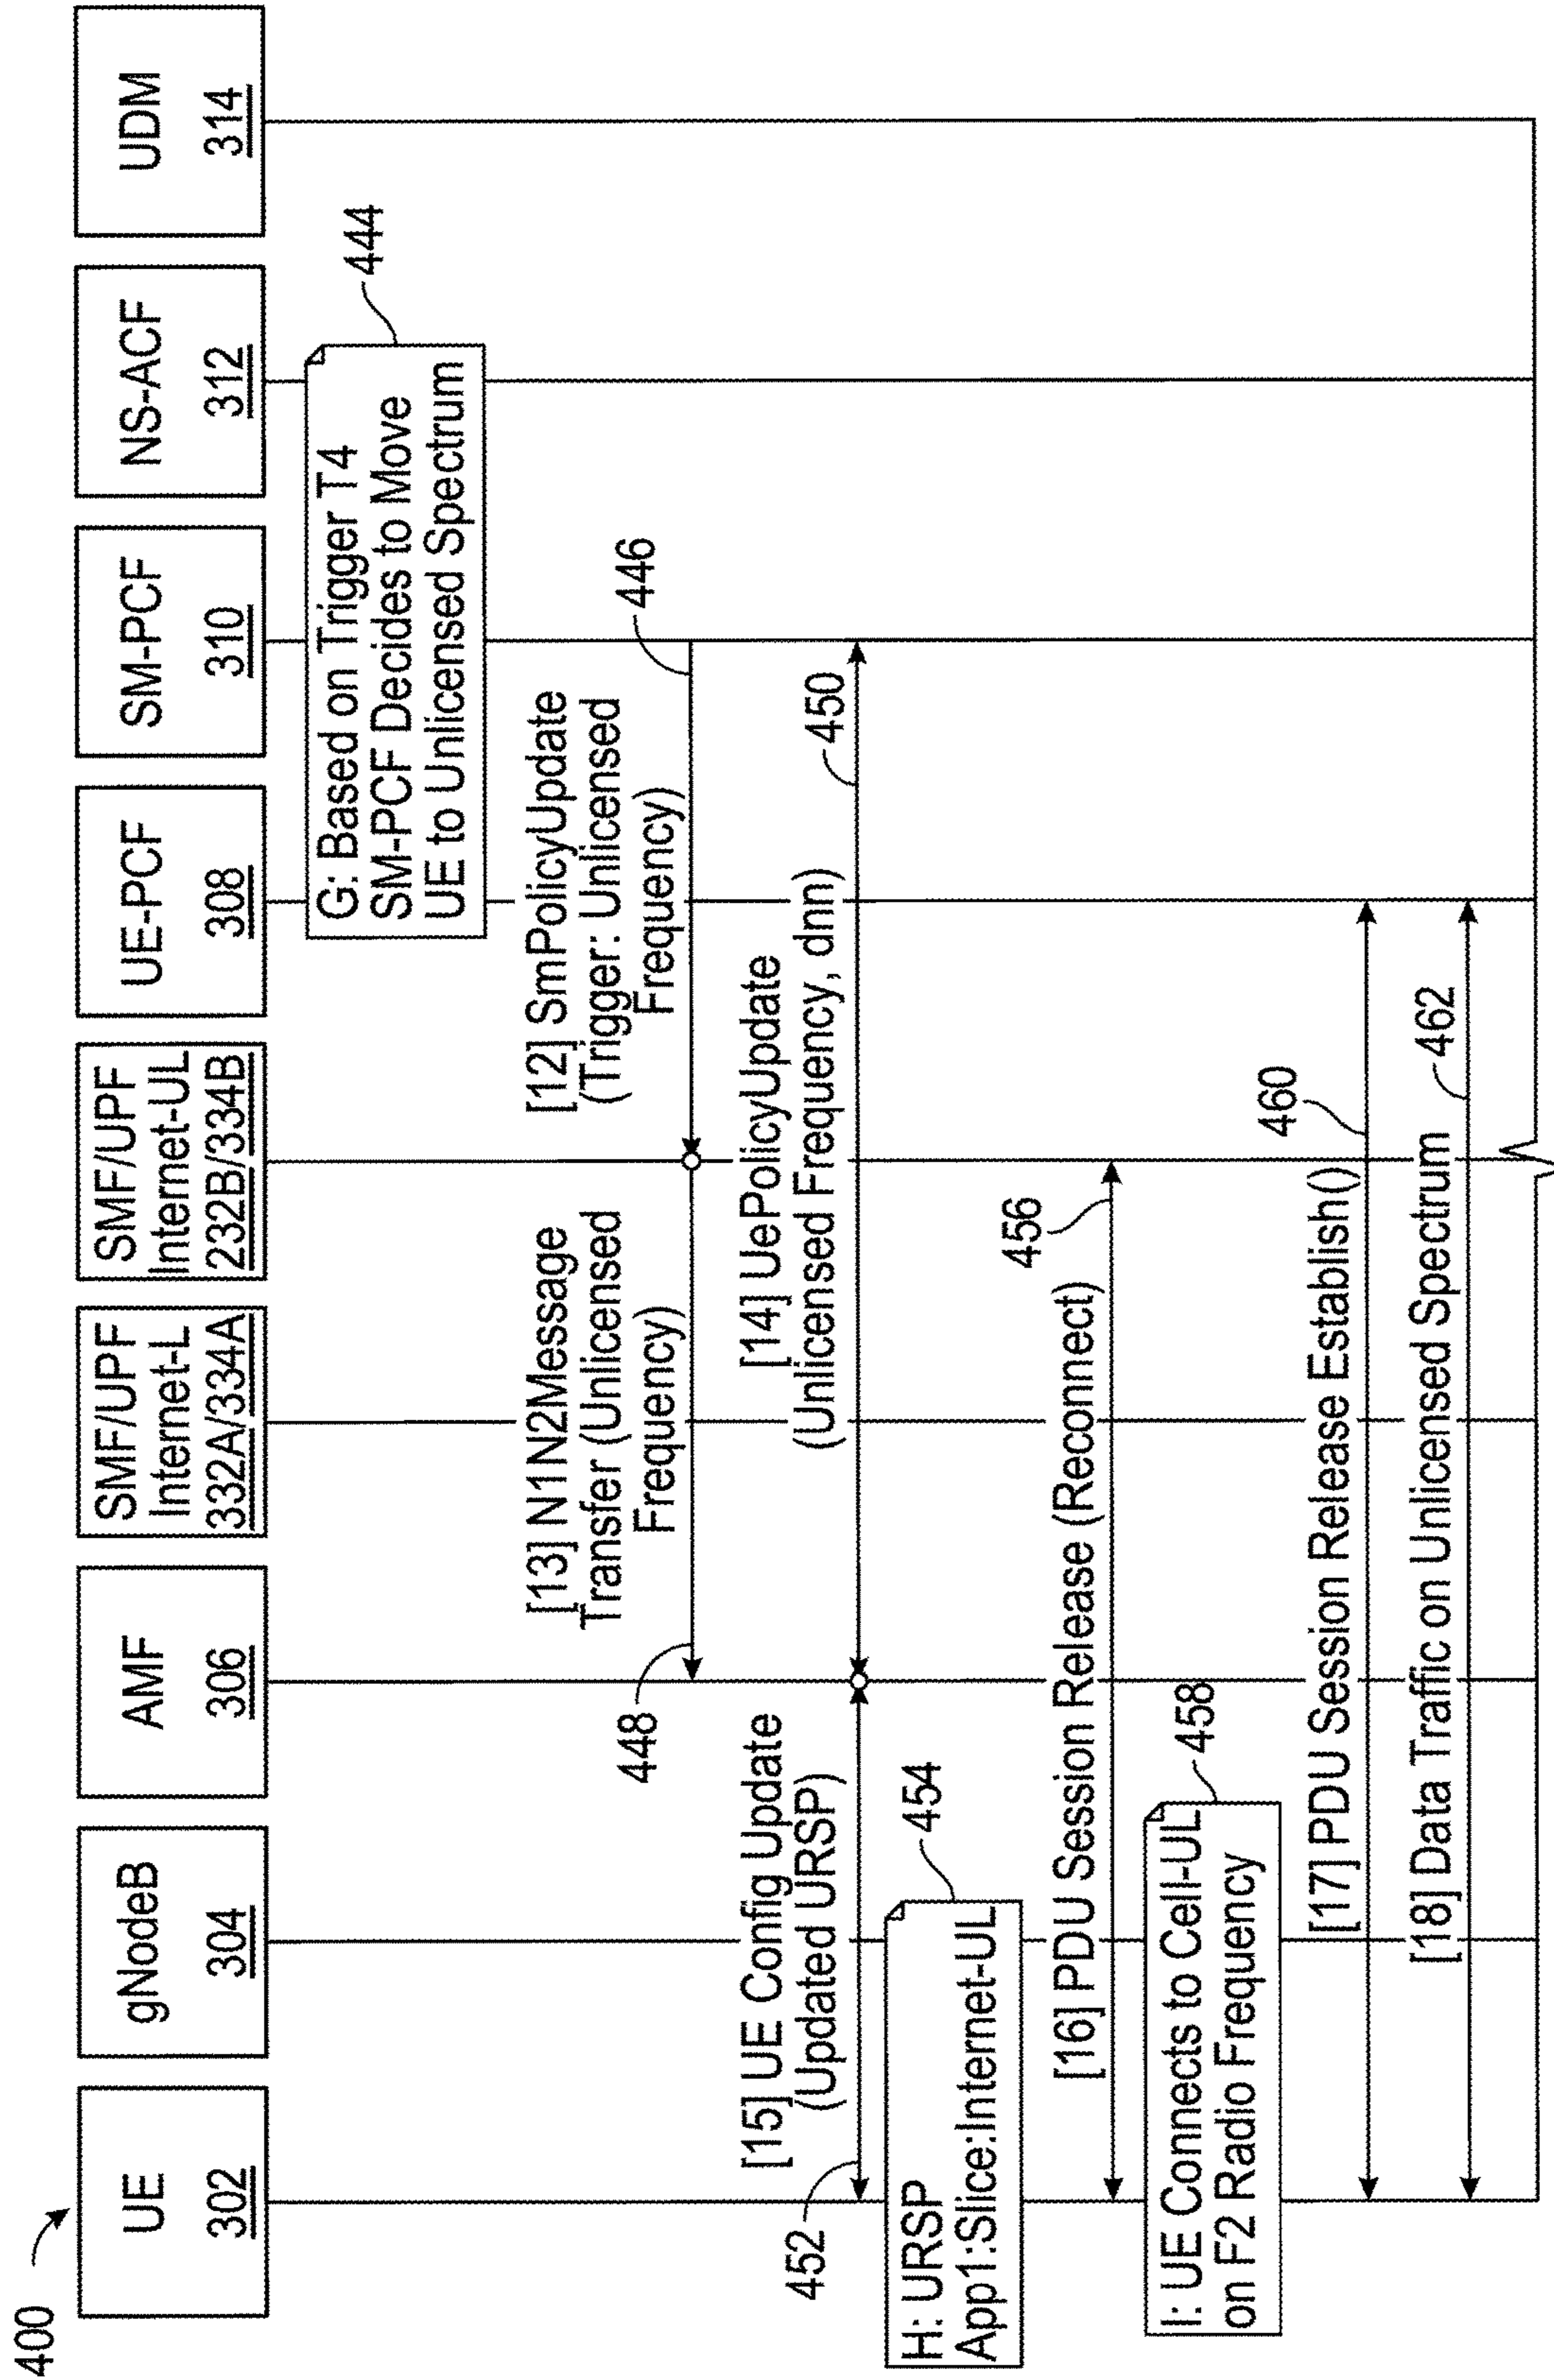 400
UE
302
gNodeB
304
AMF
306
SMF/UPF
Internet-L
332A/334A
SMF/UPF
Internet-UL
232B/334B
UE-PCF
308
SM-PCF
310
NS-ACF
312
UDM
314
G: Based on Trigger T4
SM-PCF Decides to Move
UE to Unlicensed Spectrum
444
[12] SmPolicyUpdate
(Trigger: Unlicensed
Frequency)
446
[13] N1N2Message
Transfer (Unlicensed
Frequency)
448
[14] UePolicyUpdate
(Unlicensed Frequency, dnn)
450
[15] UE Config Update
(Updated URSP)
452
H: URSP
App1:Slice:Internet-UL
454
[16] PDU Session Release (Reconnect)
456
I: UE Connects to Cell-UL
on F2 Radio Frequency
458
[17] PDU Session Release Establish()
460
[18] Data Traffic on Unlicensed Spectrum
462